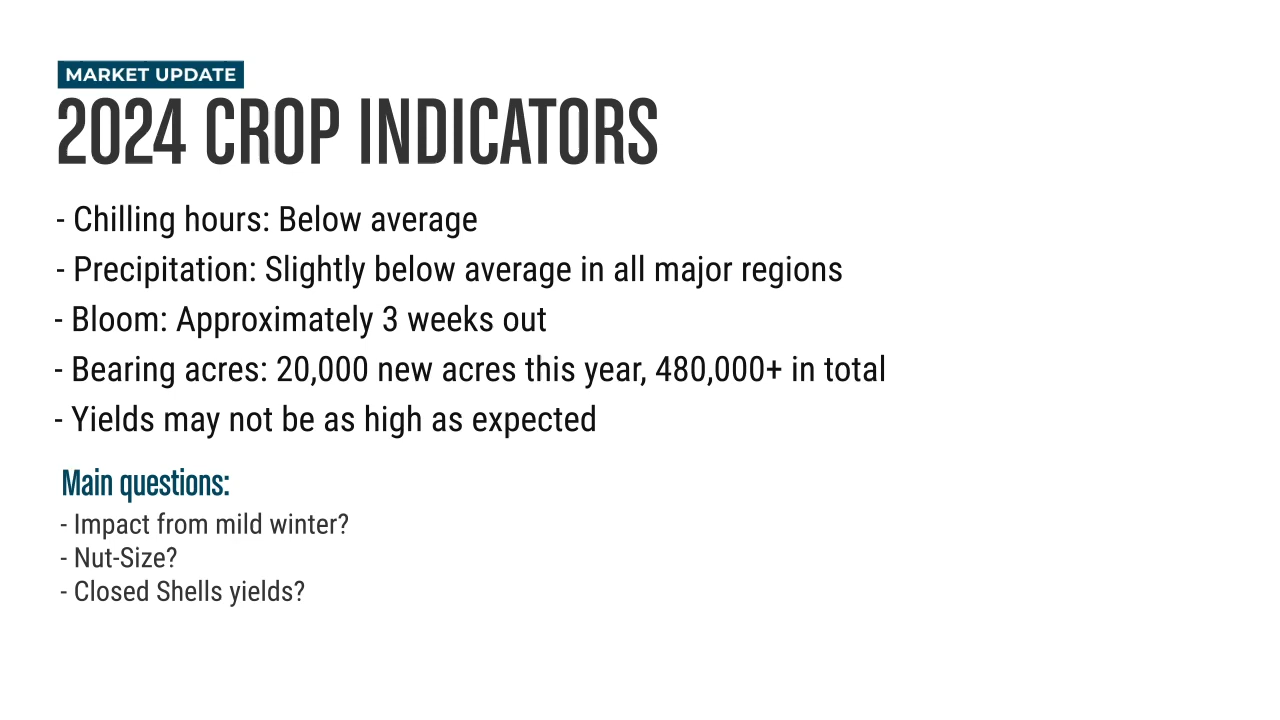 MARKET UPDATE
2024 CROP INDICATORS
- Chilling hours: Below average
- Precipitation: Slightly below average in all major regions
- Bloom: Approximately 3 weeks out
- Bearing acres: 20,000 new acres this year, 480,000+ in total
- Yields may not be as high as expected
Main questions:
- Impact from mild winter?
- Nut-Size?
- Closed Shells yields?